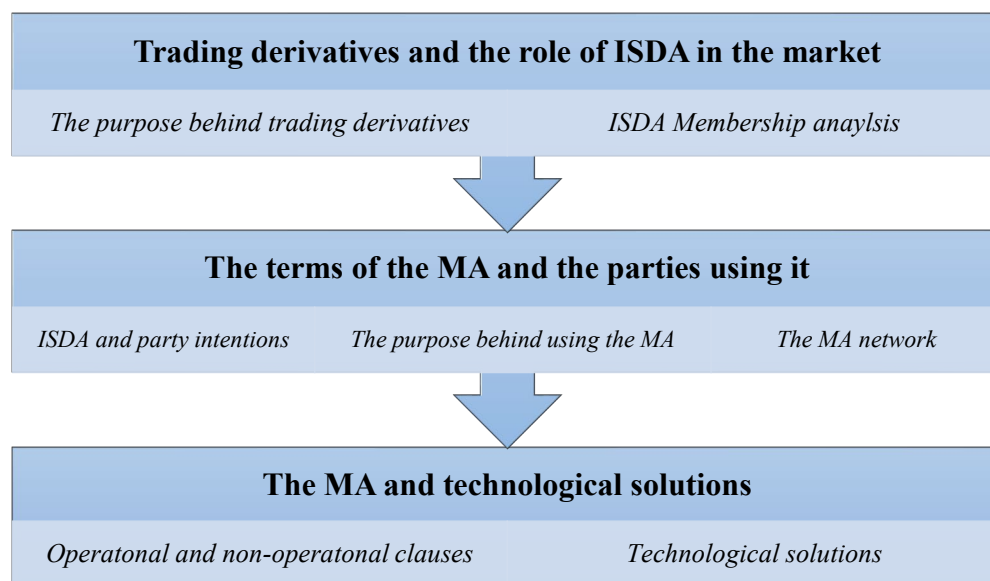 Trading derivatives and the role of ISDA in the market
The purpose behind trading derivatives
ISDA Membership anaylsis
The terms of the MA and the parties using it
ISDA and party intentions
The purpose behind using the MA
The MA network
The MA and technological solutions
Operatonal and non-operatonal clauses
Technological solutions